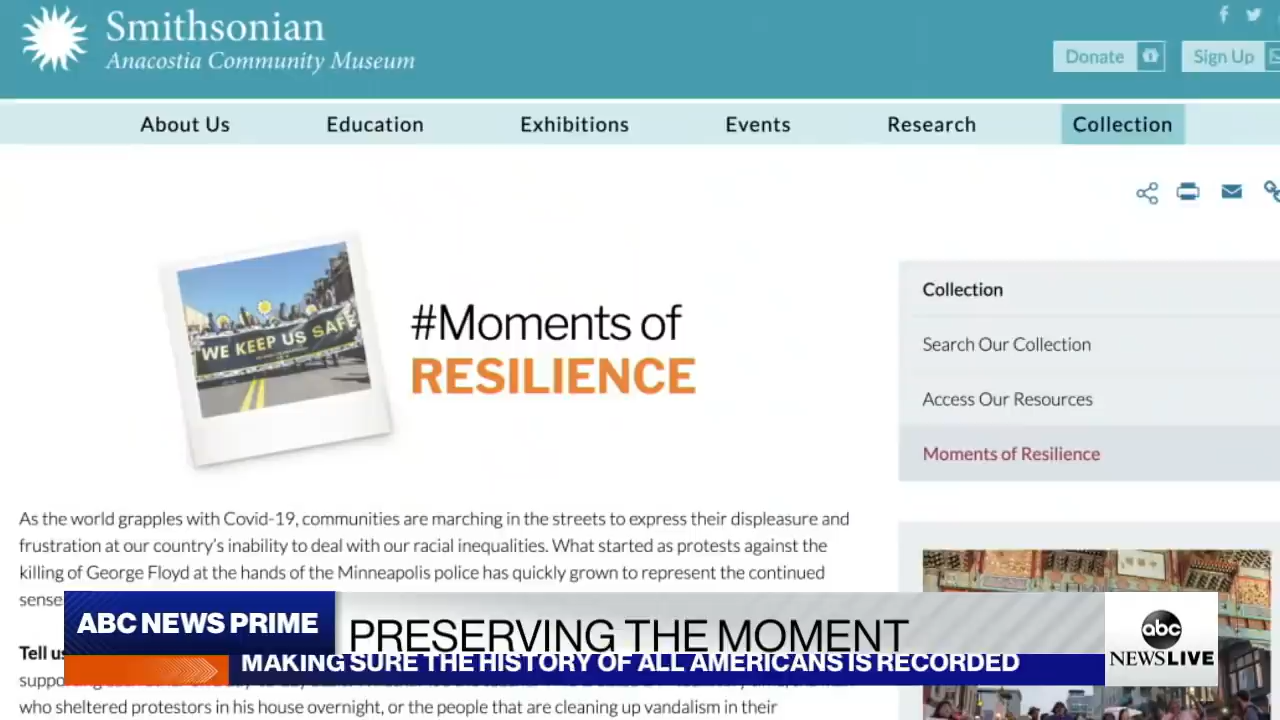 Smithsonian
Anacostia Community Museum
Donate
Sign Up
About Us
Education
Exhibitions
Events
Research
Collection
WE KEEP US SAFE
#Moments of
RESILIENCE
Collection
Search Our Collection
Access Our Resources
Moments of Resilience
As the world grapples with Covid-19, communities are marching in the streets to express their displeasure and
frustration at our country's inability to deal with our racial inequalities. What started as protests against the
killing of George Floyd at the hands of the Minneapolis police has quickly grown to represent the continued
sense
Tell us
who sheltered protestors in his house overnight, or the people that are cleaning up vandalism in their
ABC NEWS PRIME
PRESERVING THE MOMENT
MAKING SURE THE HISTORY OF ALL AMERICANS IS RECORDED
abc
NEWSLIVE